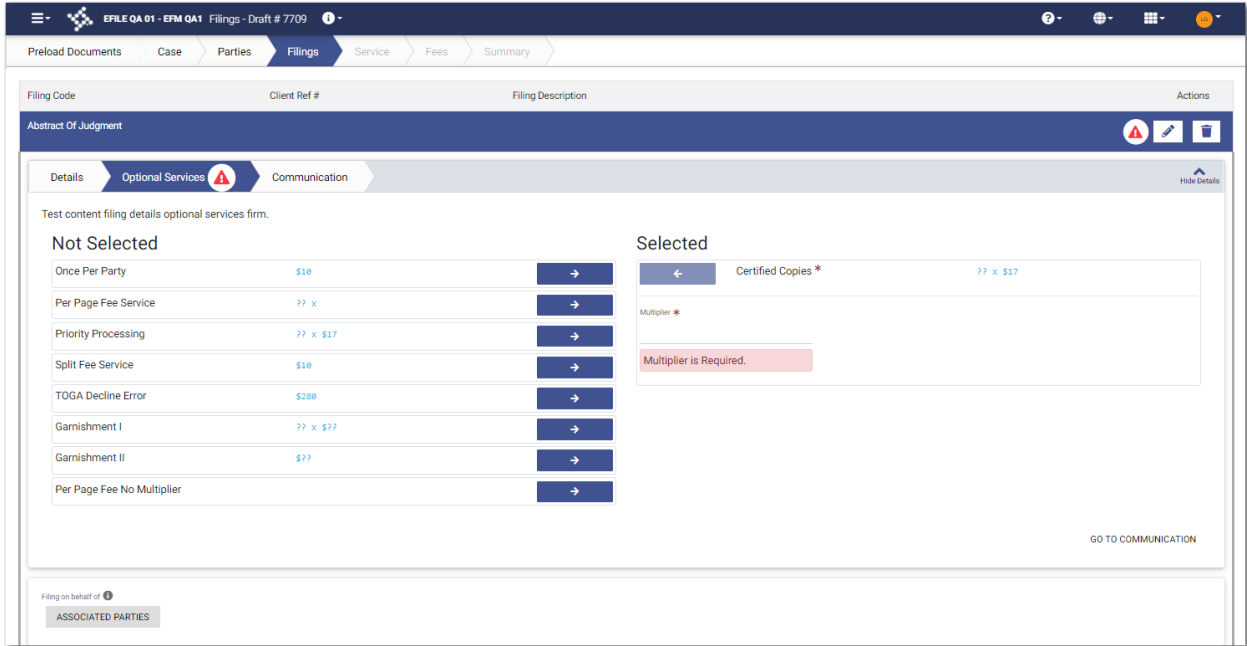 EFILE QA 01 - EFM QA1 Filings - Draft # 7709
Preload Documents Case Parties Filings Service Fees Summary
Filing Code Client Ref # Filing Description Actions
Abstract Of Judgment
Details Optional Services Communication
Hide Details
Test content filing details optional services firm.
Not Selected Selected
Once Per Party $10
Certified Copies * ?? x $17
Per Page Fee Service ?? x
Multiplier *
Priority Processing ?? x $17
Multiplier is Required.
Split Fee Service $10
TOGA Decline Error $280
Garnishment I ?? x $??
Garnishment II $??
Per Page Fee No Multiplier
GO TO COMMUNICATION
Filing on behalf of
ASSOCIATED PARTIES